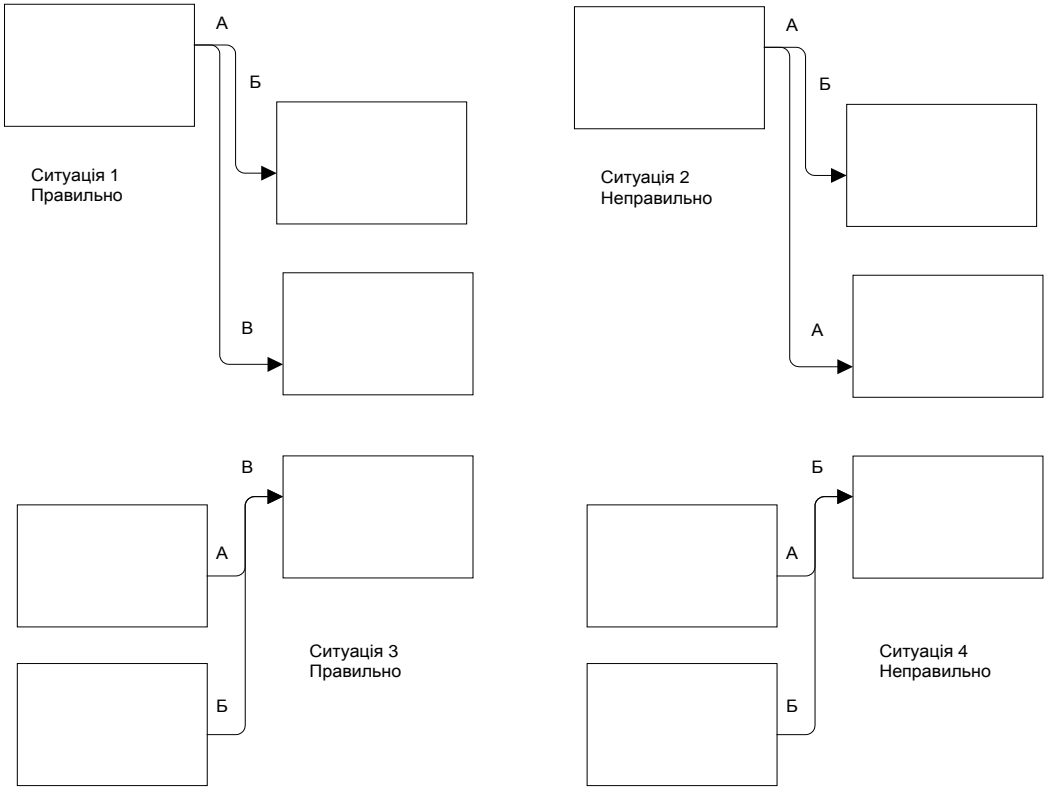 А
Б
Ситуація 1
Правильно
В
А
Б
Ситуація 2
Неправильно
А
В
А
Ситуація 3
Правильно
Б
Б
А
Ситуація 4
Неправильно
Б